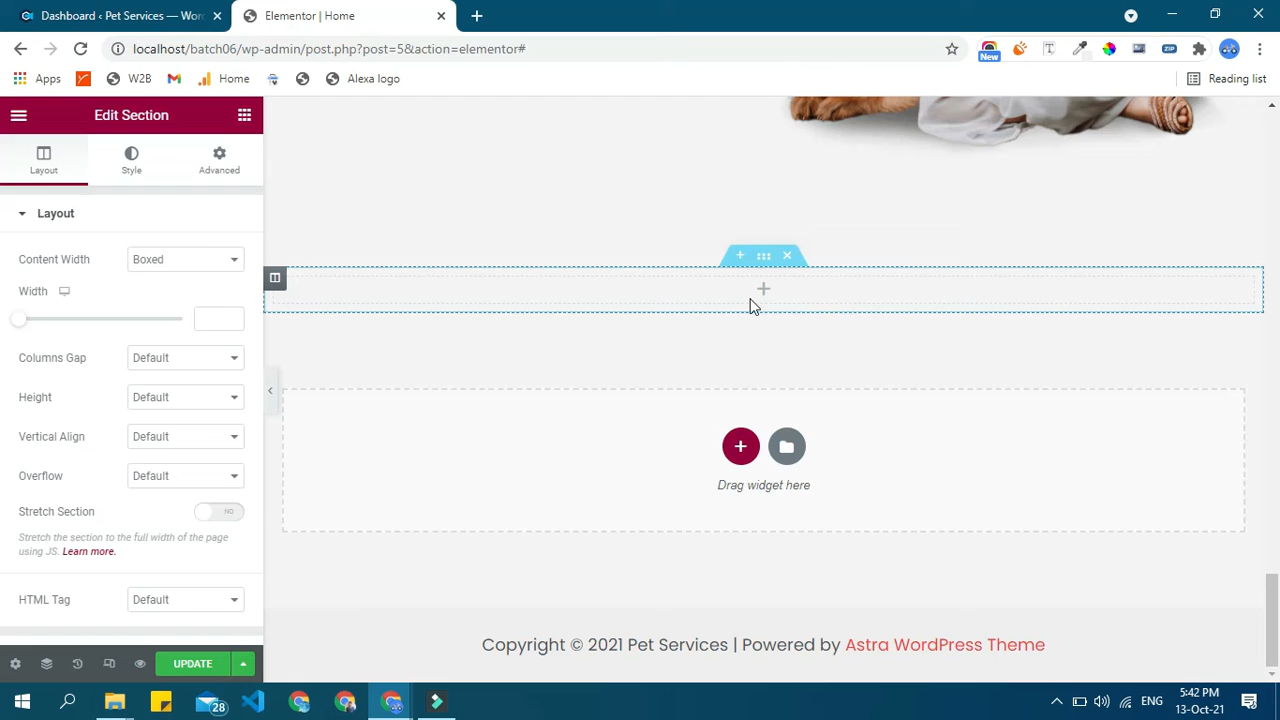 Dashboard ‹ Pet Services — Wor
Elementor | Home
localhost/batch06/wp-admin/post.php?post=5&action=elementor#
New
ZIP
Apps
W2B
Home
Alexa logo
Reading list
Edit Section
Layout
Style
Advanced
Layout
Content Width
Boxed
Width
Columns Gap
Default
Height
Default
Vertical Align
Default
Overflow
Default
Stretch Section
NO
Stretch the section to the full width of the page
using JS. Learn more.
HTML Tag
Default
UPDATE
Drag widget here
Copyright © 2021 Pet Services | Powered by Astra WordPress Theme
28
ENG
5:42 PM
13-Oct-21